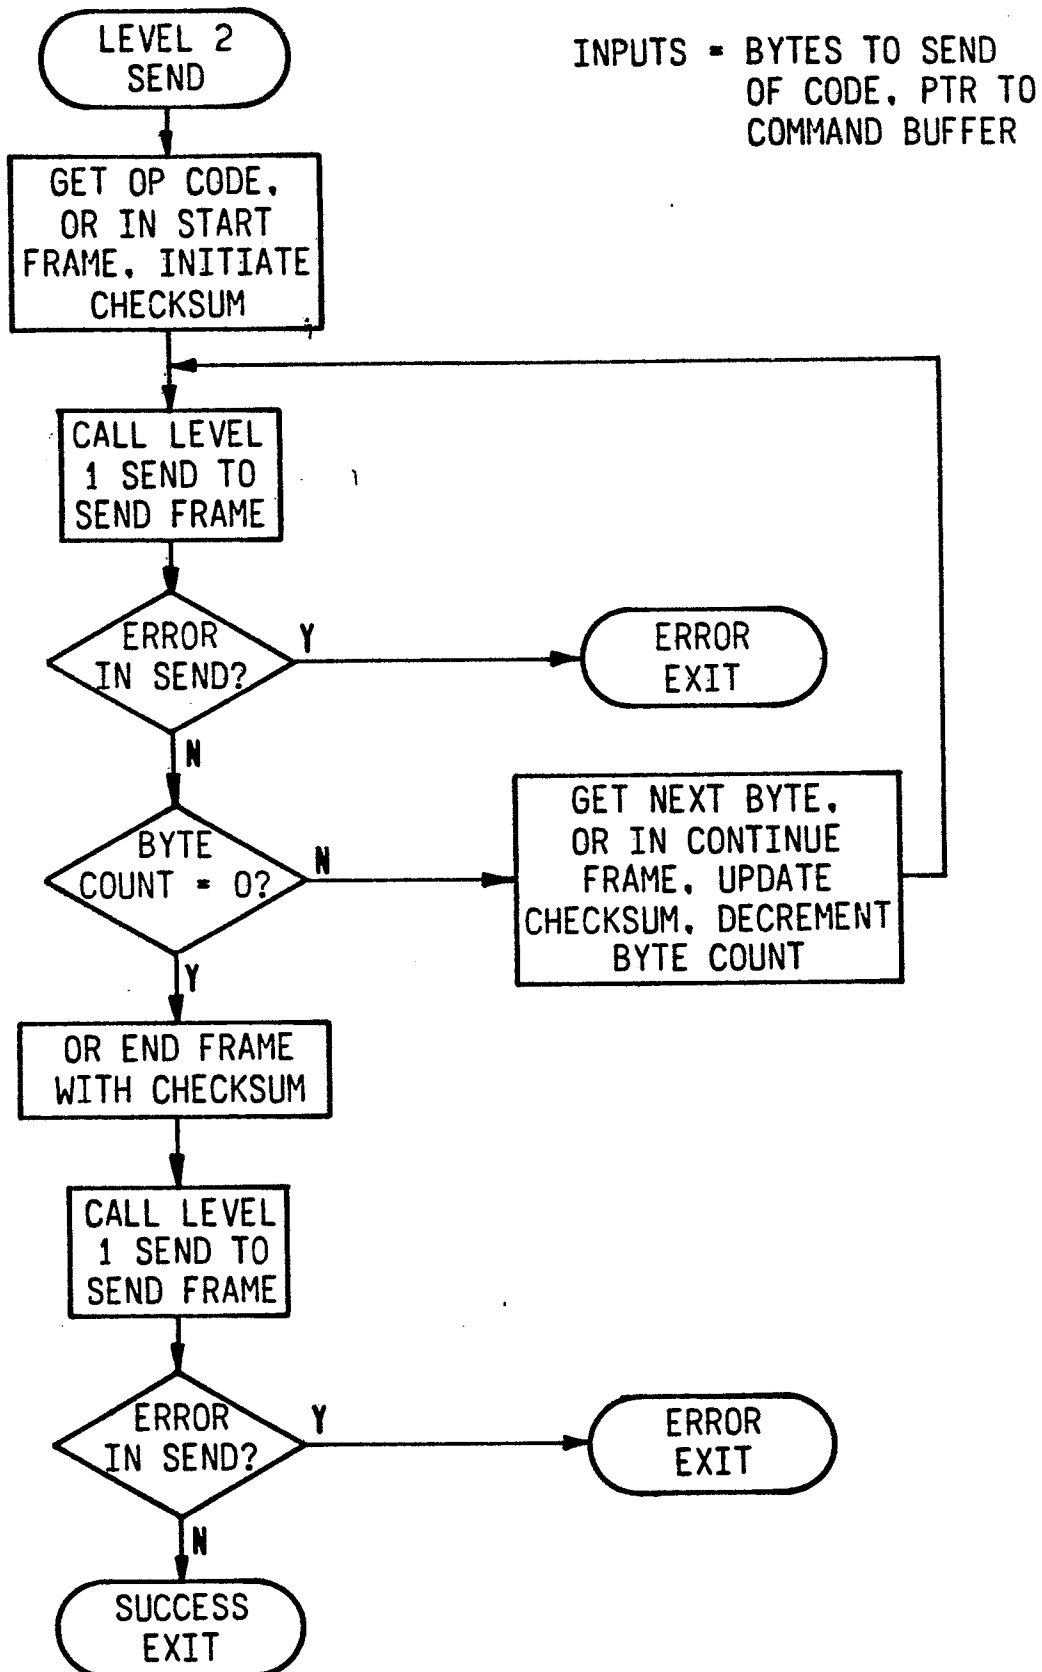 LEVEL 2
SEND
INPUTS = BYTES TO SEND
OF CODE, PTR TO
COMMAND BUFFER
GET OP CODE,
OR IN START
FRAME, INITIATE
CHECKSUM
CALL LEVEL
1 SEND TO
SEND FRAME
ERROR
IN SEND?
Y
ERROR
EXIT
N
BYTE
COUNT = 0?
N
GET NEXT BYTE,
OR IN CONTINUE
FRAME, UPDATE
CHECKSUM, DECREMENT
BYTE COUNT
Y
OR END FRAME
WITH CHECKSUM
CALL LEVEL
1 SEND TO
SEND FRAME
ERROR
IN SEND?
Y
ERROR
EXIT
N
SUCCESS
EXIT